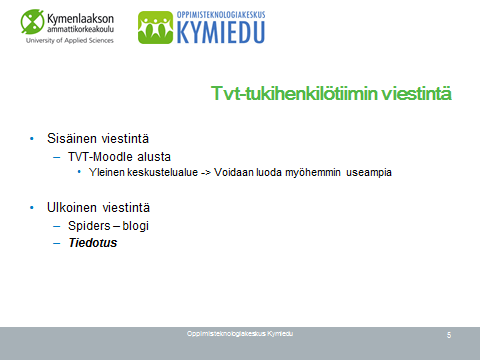 Kymenlaakson
ammattikorkeakoulu
University of Applied Sciences
OPPIMISTEKNOLOGIAKESKUS
KYMIEDU
Tvt-tukihenkilötiimin viestintä
• Sisäinen viestintä
– TVT-Moodle alusta
• Yleinen keskustelualue -> Voidaan luoda myöhemmin useampia
• Ulkoinen viestintä
– Spiders – blogi
– Tiedotus
Oppimisteknologiakeskus Kymiedu
5